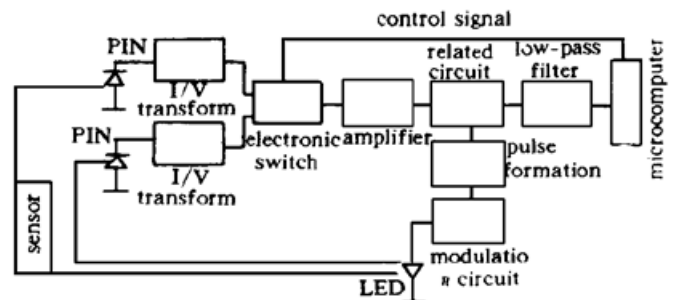 control signal
PIN
I/V
transform
related
circuit
low-pass
filter
microcomputer
PIN
I/V
transform
electronic
switch
amplifier
pulse
formation
sensor
modulatio
n circuit
LED